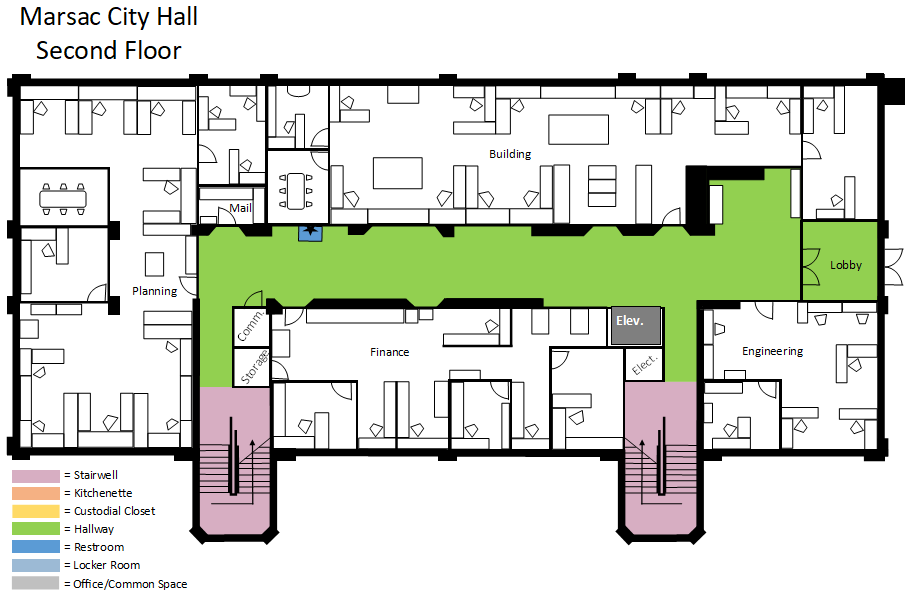 Marsac City Hall
Second Floor
Building
Mail
Planning
Lobby
Comm.
Elev.
Storage
Finance
Elect.
Engineering
= Stairwell
= Kitchenette
= Custodial Closet
= Hallway
= Restroom
= Locker Room
= Office/Common Space